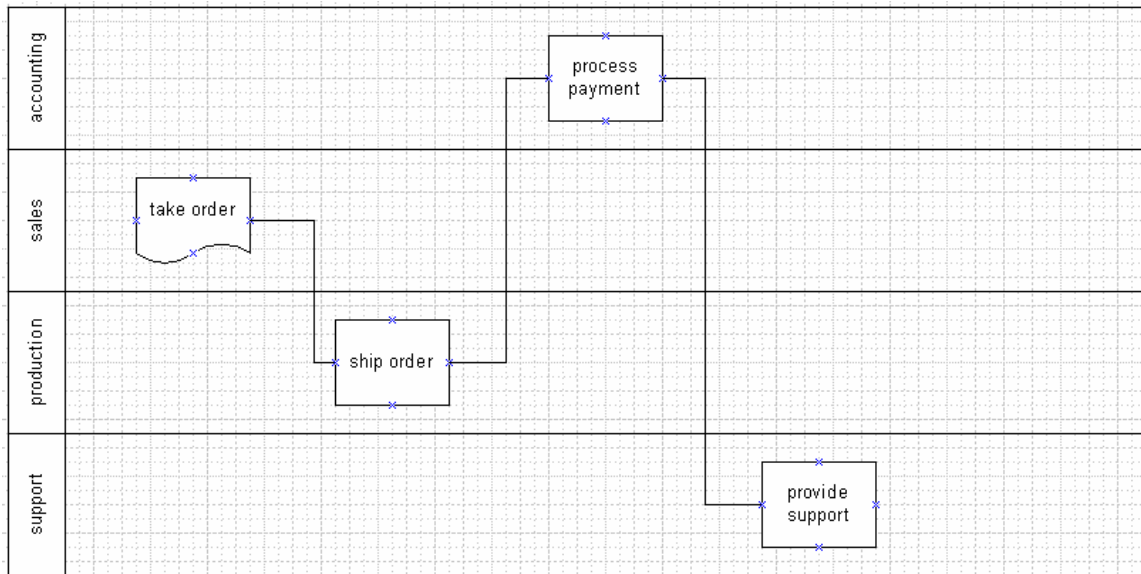 accounting
process
payment
sales
take order
production
ship order
support
provide
support